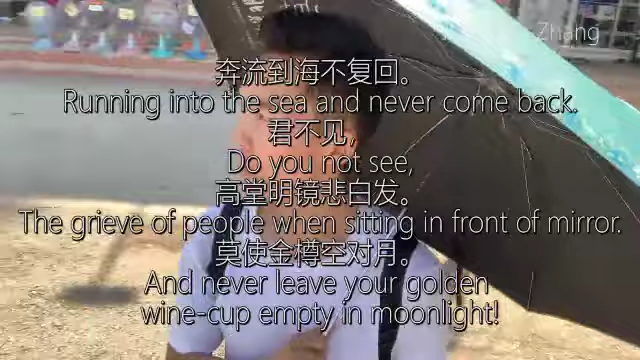 Zhang
奔流到海不复回。
Running into the sea and never come back.
君不见，
Do you not see,
高堂明镜悲白发。
The grieve of people when sitting in front of mirror.
莫使金樽空对月。
And never leave your golden
wine-cup empty in moonlight!